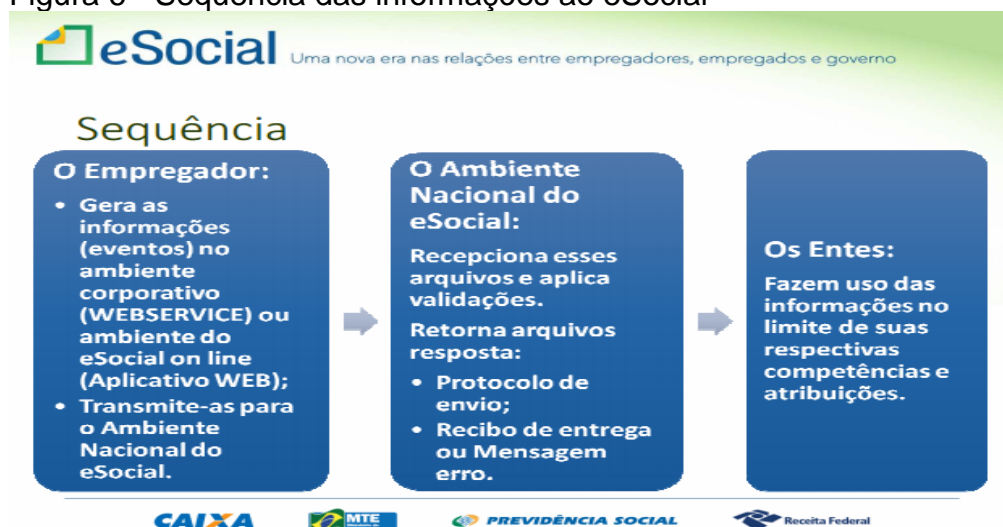 Figura 6 - Sequência das informações ao eSocial
eSocial Uma nova era nas relações entre empregadores, empregados e governo
Sequência
O Empregador:
• Gera as
informações
(eventos) no
ambiente
corporativo
(WEBSERVICE) ou
ambiente do
eSocial on line
(Aplicativo WEB);
• Transmite-as para
o Ambiente
Nacional do
eSocial.
O Ambiente
Nacional do
eSocial:
Recepciona esses
arquivos e aplica
validações.
Retorna arquivos
resposta:
• Protocolo de
envio;
• Recibo de entrega
ou Mensagem
erro.
Os Entes:
Fazem uso das
informações no
limite de suas
respectivas
competências e
atribuições.
CAIXA
MTE
PREVIDÊNCIA SOCIAL
Receita Federal